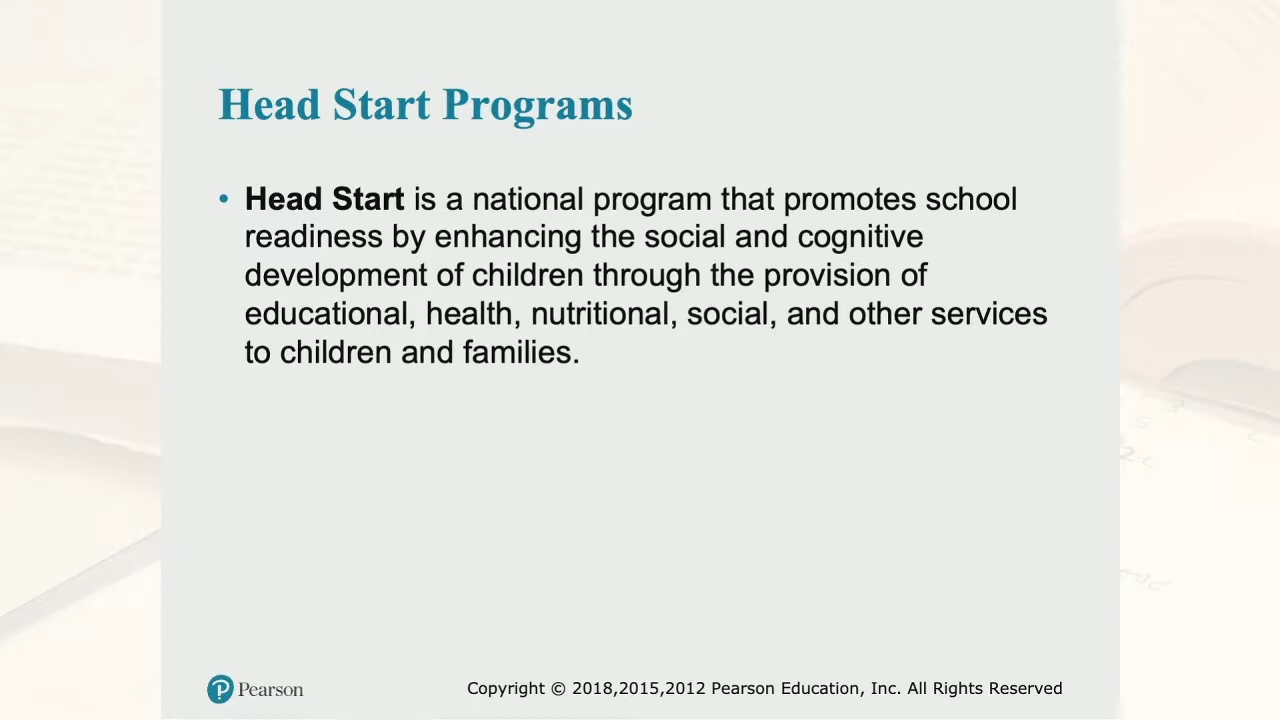 Head Start Programs
• Head Start is a national program that promotes school
readiness by enhancing the social and cognitive
development of children through the provision of
educational, health, nutritional, social, and other services
to children and families.
Pearson
Copyright © 2018,2015,2012 Pearson Education, Inc. All Rights Reserved